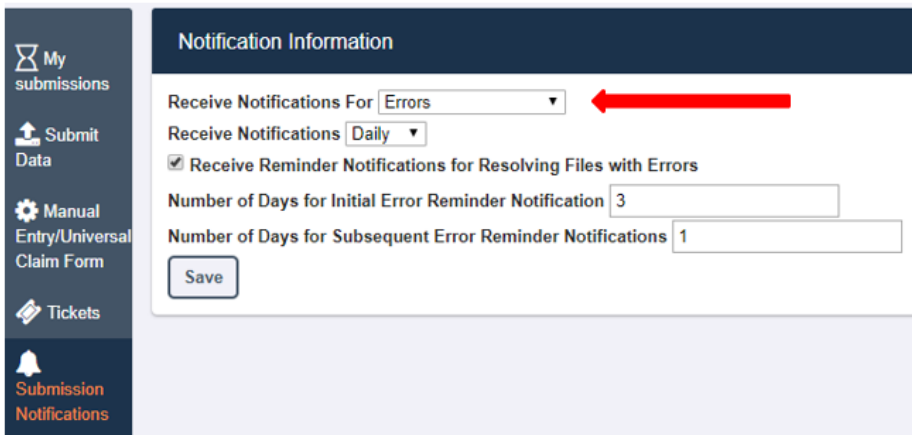 My
submissions
Submit
Data
Manual
Entry/Universal
Claim Form
Tickets
Submission
Notifications
Notification Information
Receive Notifications For Errors
Receive Notifications Daily
Receive Reminder Notifications for Resolving Files with Errors
Number of Days for Initial Error Reminder Notification 3
Number of Days for Subsequent Error Reminder Notifications 1
Save